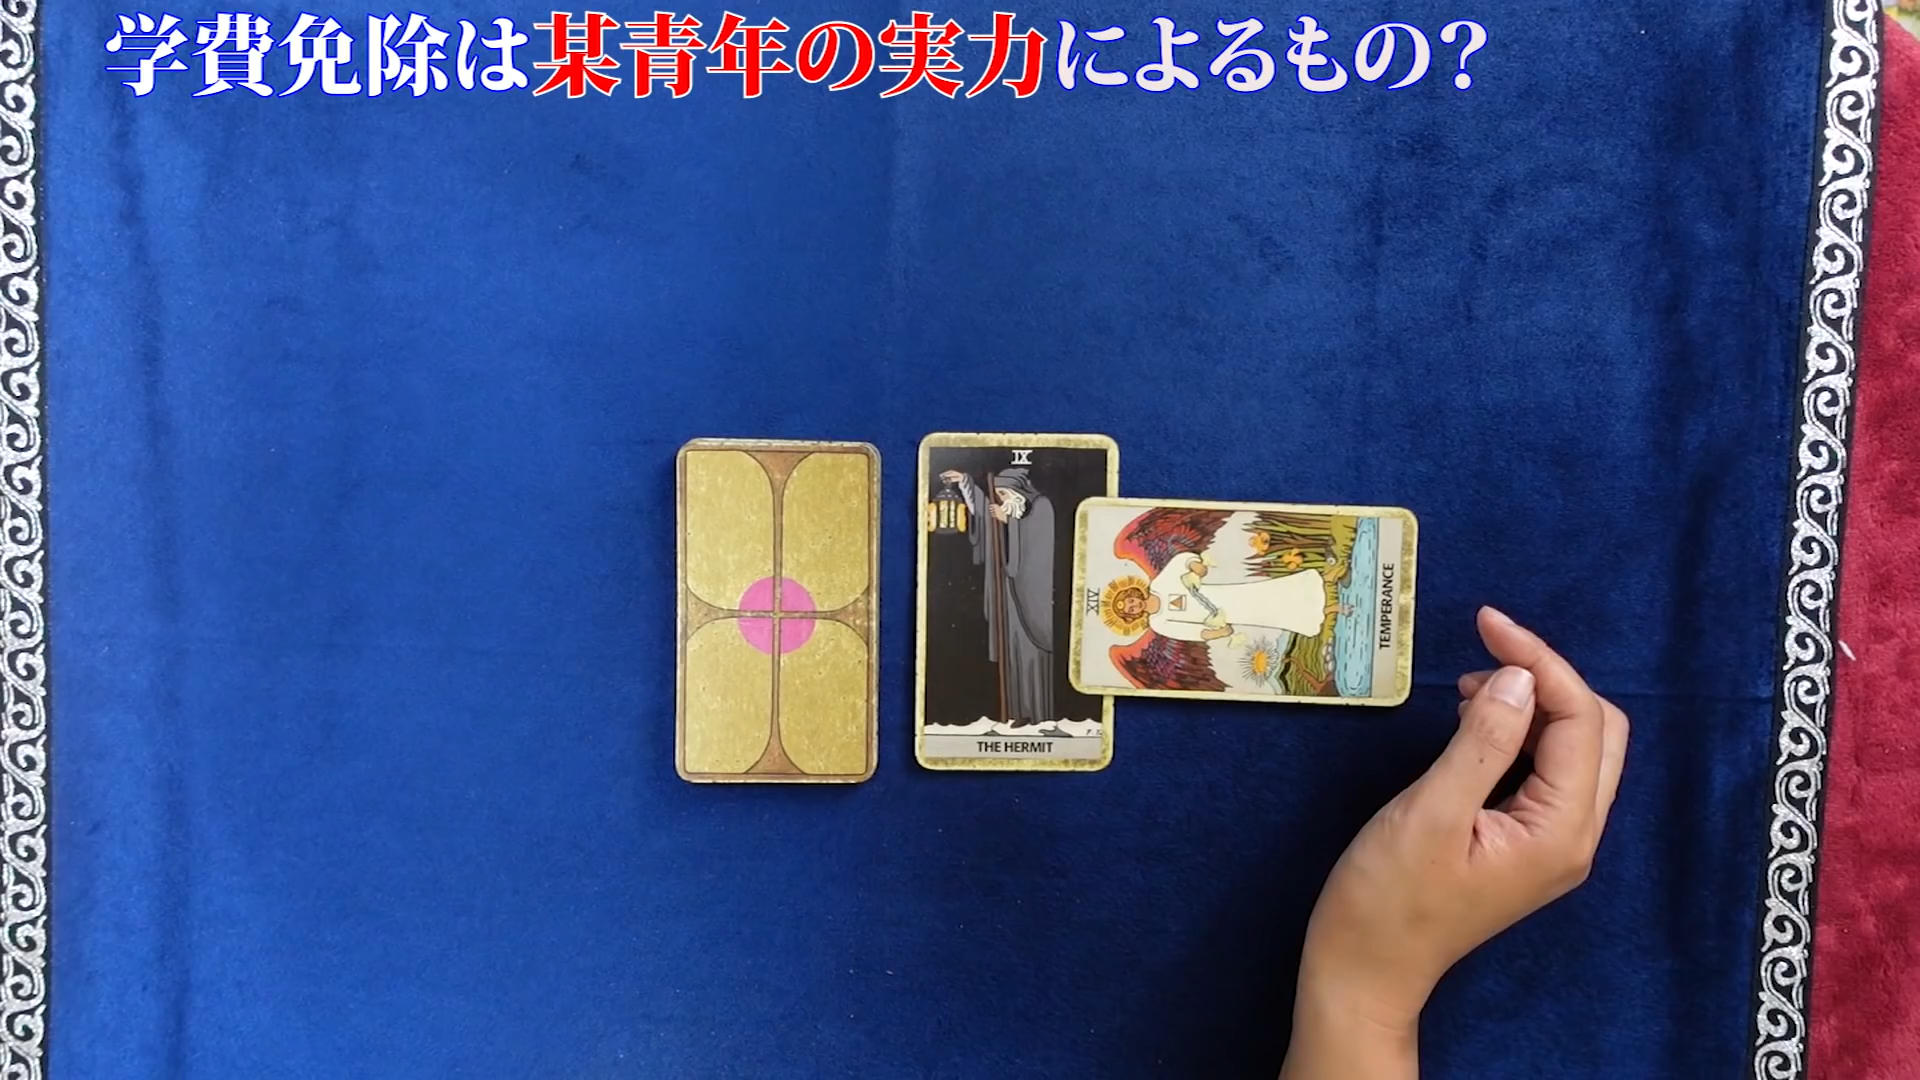 学費免除は某青年の実力によるもの?
IX
THE HERMIT
XIV
TEMPERANCE